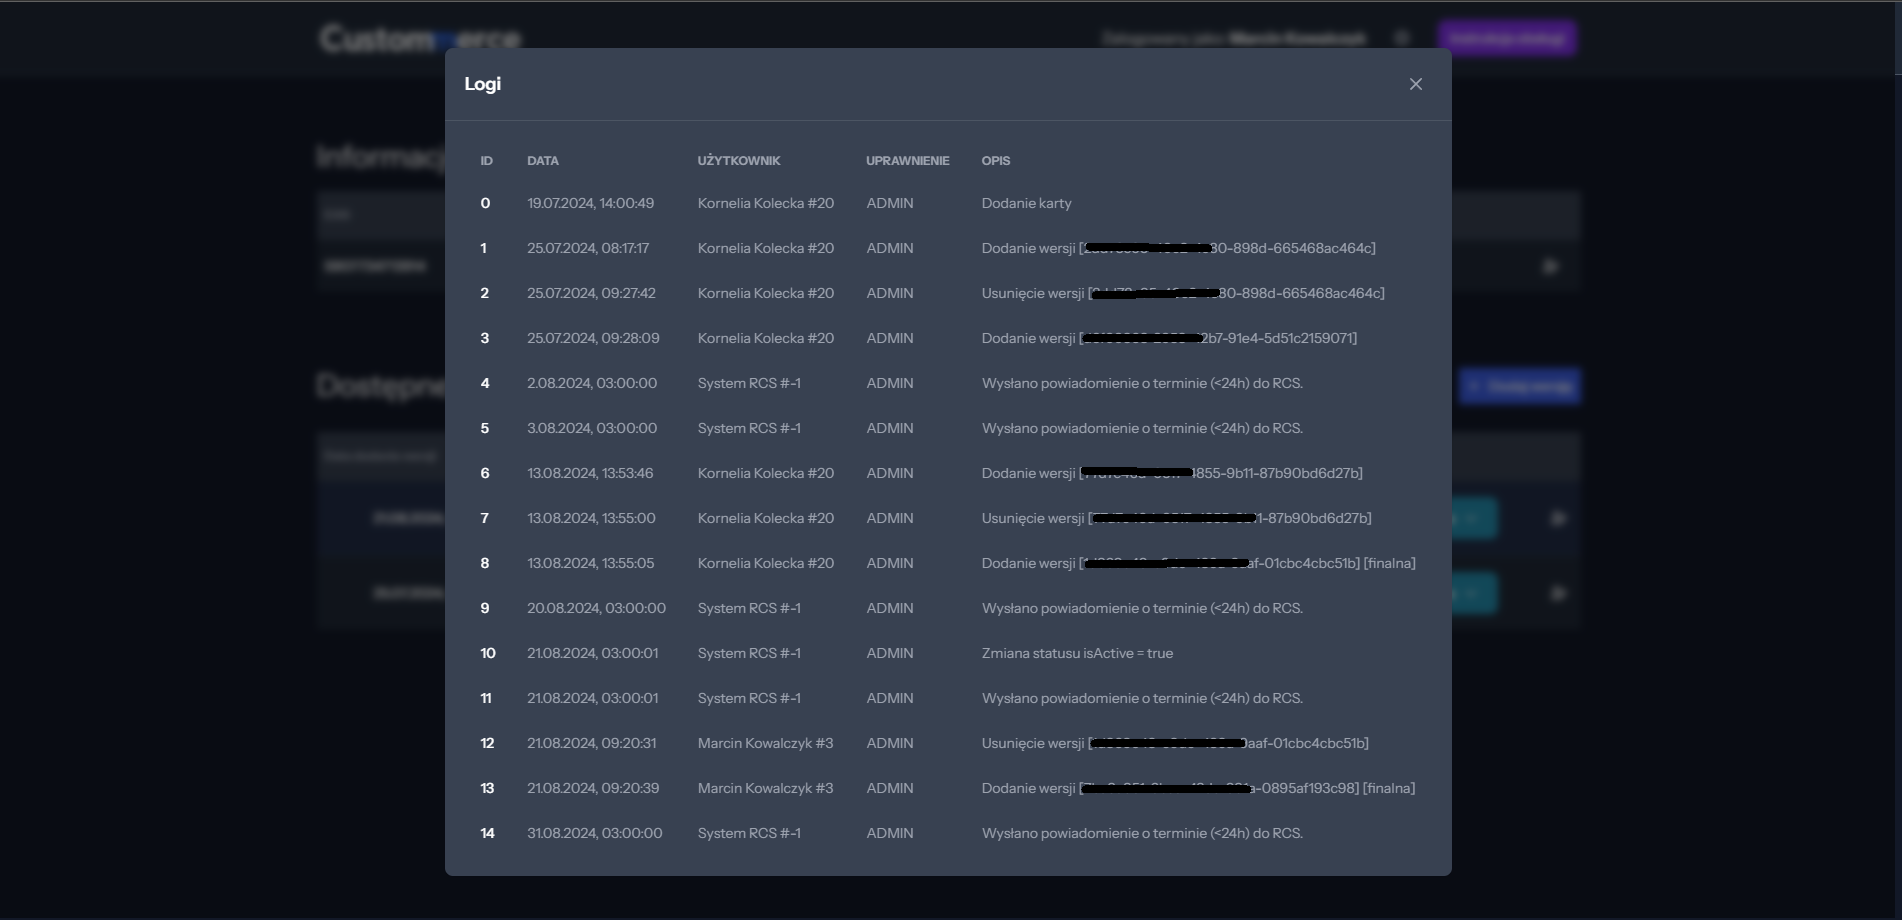 Custommerce
Zalogowany jako: Marcin Kowalczyk
Logi
ID DATA UŻYTKOWNIK UPRAWNIENIE OPIS
0 19.07.2024, 14:00:49 Kornelia Kolecka #20 ADMIN Dodanie karty
1 25.07.2024, 08:17:17 Kornelia Kolecka #20 ADMIN Dodanie wersji [ 30-898d-665468ac464c]
2 25.07.2024, 09:27:42 Kornelia Kolecka #20 ADMIN Usunięcie wersji [ 30-898d-665468ac464c]
3 25.07.2024, 09:28:09 Kornelia Kolecka #20 ADMIN Dodanie wersji [ 2b7-91e4-5d51c2159071]
4 2.08.2024, 03:00:00 System RCS #-1 ADMIN Wysłano powiadomienie o terminie (<24h) do RCS.
5 3.08.2024, 03:00:00 System RCS #-1 ADMIN Wysłano powiadomienie o terminie (<24h) do RCS.
6 13.08.2024, 13:53:46 Kornelia Kolecka #20 ADMIN Dodanie wersji [ 855-9b11-87b90bd6d27b]
7 13.08.2024, 13:55:00 Kornelia Kolecka #20 ADMIN Usunięcie wersji [ 1-87b90bd6d27b]
8 13.08.2024, 13:55:05 Kornelia Kolecka #20 ADMIN Dodanie wersji [ af-01cbc4cbc51b] [finalna]
9 20.08.2024, 03:00:00 System RCS #-1 ADMIN Wysłano powiadomienie o terminie (<24h) do RCS.
10 21.08.2024, 03:00:01 System RCS #-1 ADMIN Zmiana statusu isActive = true
11 21.08.2024, 03:00:01 System RCS #-1 ADMIN Wysłano powiadomienie o terminie (<24h) do RCS.
12 21.08.2024, 09:20:31 Marcin Kowalczyk #3 ADMIN Usunięcie wersji [ aaf-01cbc4cbc51b]
13 21.08.2024, 09:20:39 Marcin Kowalczyk #3 ADMIN Dodanie wersji [ a-0895af193c98] [finalna]
14 31.08.2024, 03:00:00 System RCS #-1 ADMIN Wysłano powiadomienie o terminie (<24h) do RCS.